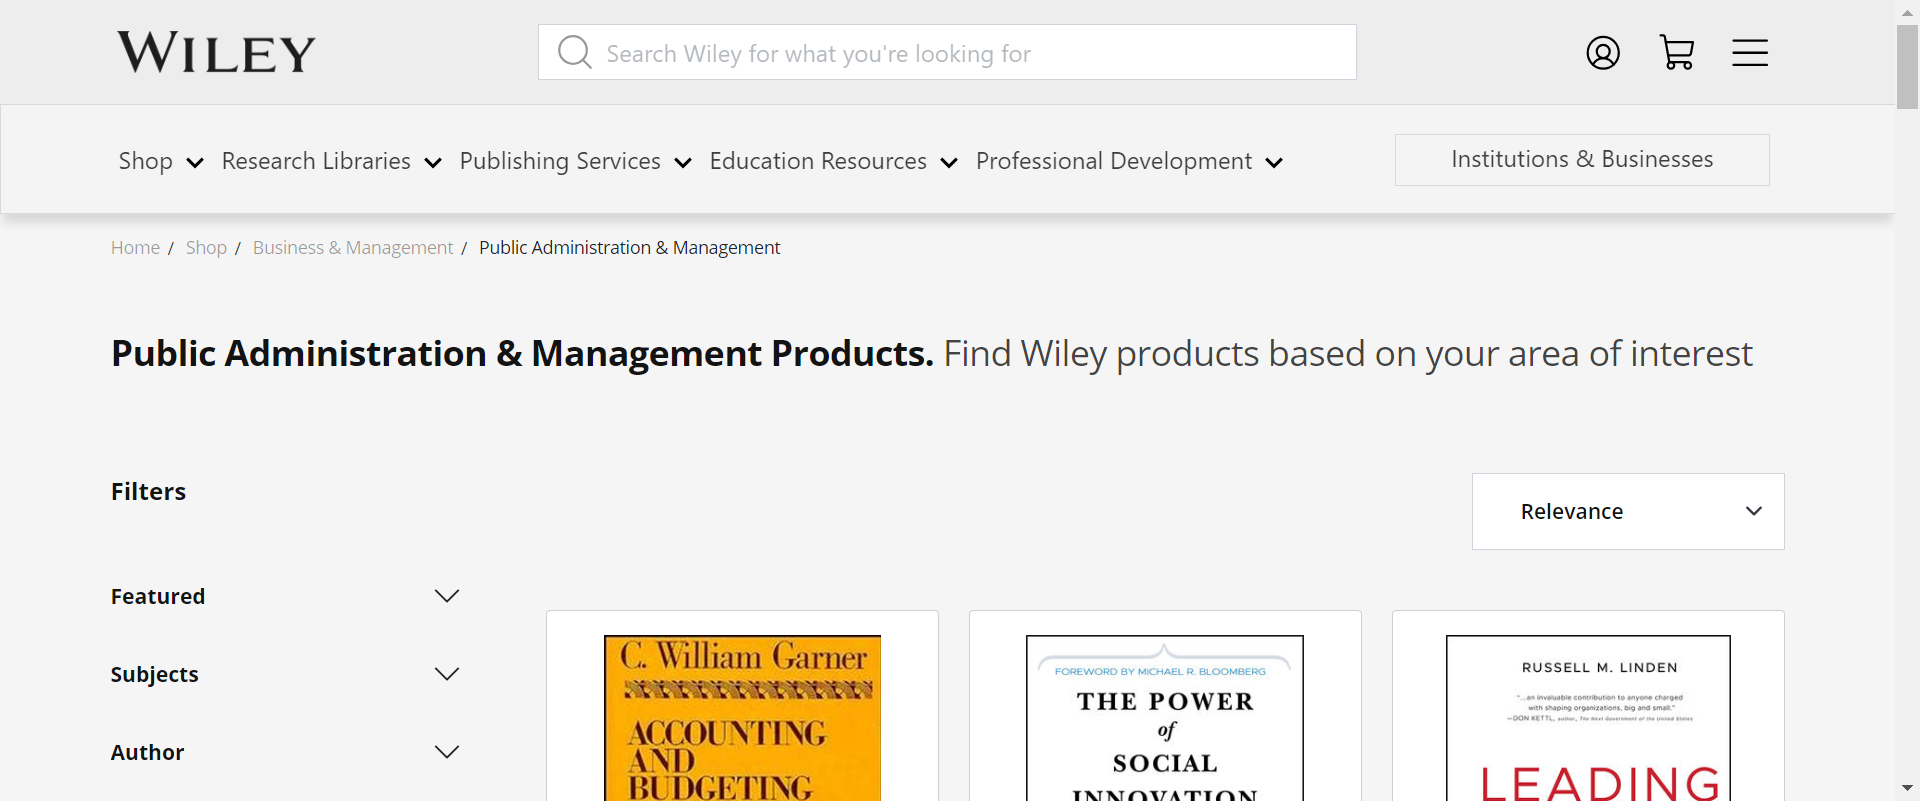 WILEY
Search Wiley for what you're looking for
Shop Research Libraries Publishing Services Education Resources Professional Development Institutions & Businesses
Home / Shop / Business & Management / Public Administration & Management
Public Administration & Management Products. Find Wiley products based on your area of interest
Filters
Relevance
Featured
Subjects
Author
C. William Garner
ACCOUNTING
AND
BUDGETING
FOREWORD BY MICHAEL R. BLOOMBERG
THE POWER
of
SOCIAL
INNOVATION
RUSSELL M. LINDEN
"...an invaluable contribution to anyone charged
with shaping organizations, big and small."
—DON KETTL, author, The Next Government of the United States
LEADING